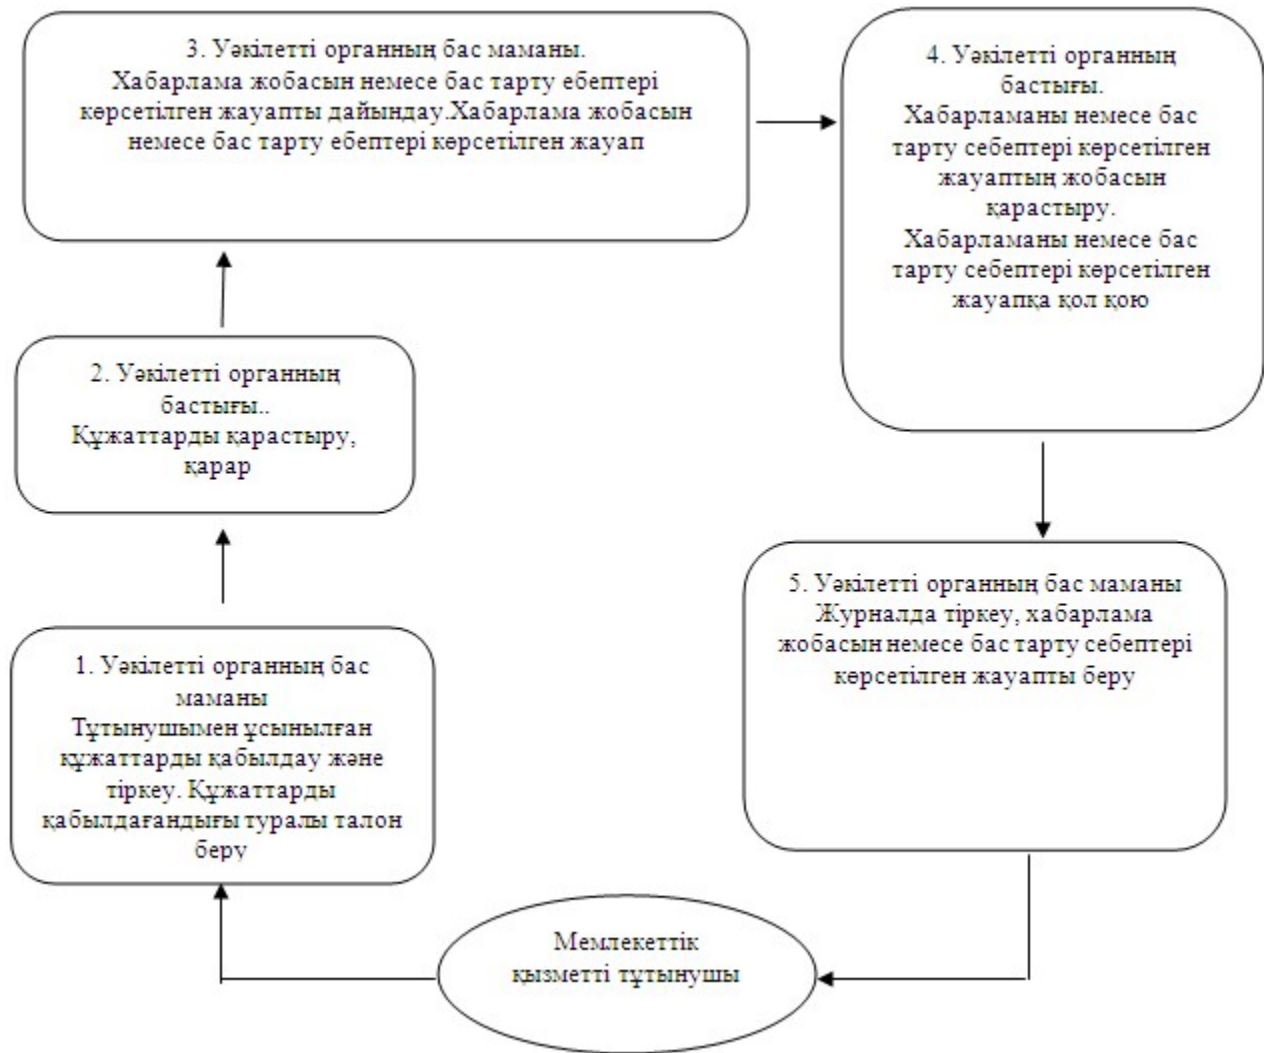 3. Уәкілетті органның бас маманы.
Хабарлама жобасын немесе бас тарту ебептері
көрсетілген жауапты дайындау.Хабарлама жобасын
немесе бас тарту ебептері көрсетілген жауап
4. Уәкілетті органның
бастығы.
Хабарламаны немесе бас
тарту себептері көрсетілген
жауаптың жобасын
қарастыру.
Хабарламаны немесе бас
тарту себептері көрсетілген
жауапқа қол қою
2. Уәкілетті органның
бастығы..
Құжаттарды қарастыру,
қарар
5. Уәкілетті органның бас маманы
Журналда тіркеу, хабарлама
жобасын немесе бас тарту себептері
көрсетілген жауапты беру
1. Уәкілетті органның бас
маманы
Тұтынушымен ұсынылған
құжаттарды қабылдау және
тіркеу. Құжаттарды
қабылдағандығы туралы талон
беру
Мемлекеттік
қызметті тұтынушы